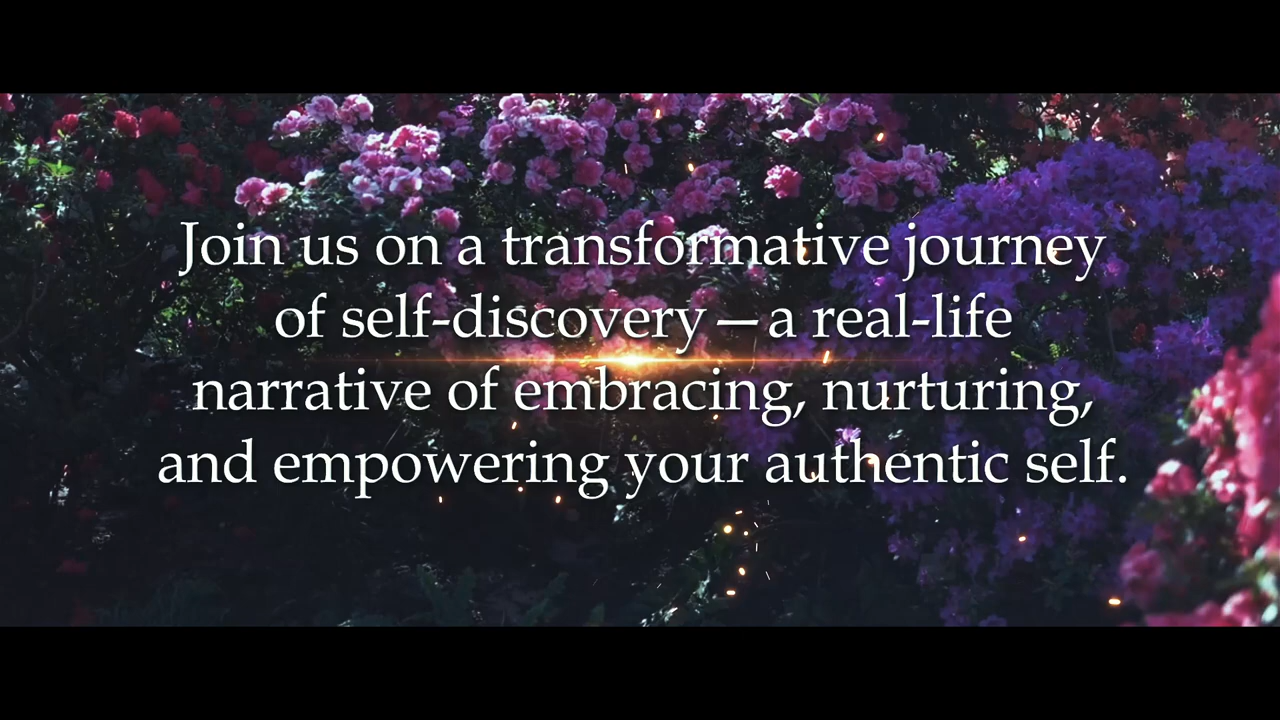 Join us on a transformative journey
of self-discovery—a real-life
narrative of embracing, nurturing,
and empowering your authentic self.